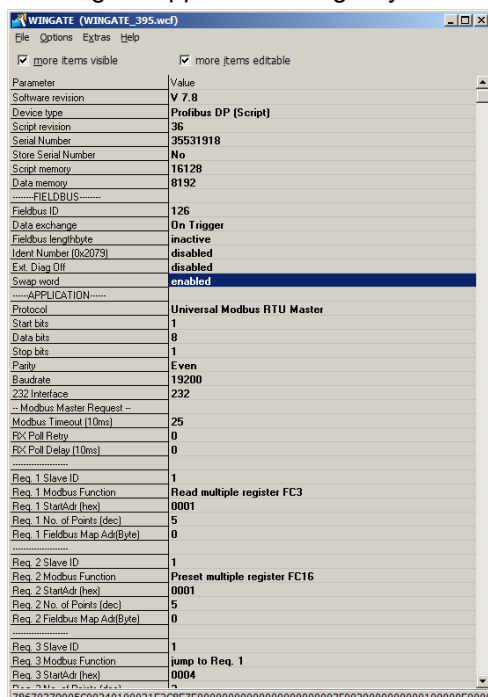 WINGATE (WINGATE_395.wcf)
File Options Extras Help
more items visible more items editable
Parameter Value
Software revision V 7.8
Device type Profibus DP (Script)
Script revision 36
Serial Number 35531918
Store Serial Number No
Script memory 16128
Data memory 8192
--------FIELDBUS--------
Fieldbus ID 126
Data exchange On Trigger
Fieldbus lengthbyte inactive
Ident Number (0x2079) disabled
Ext. Diag Off disabled
Swap word enabled
------APPLICATION------
Protocol Universal Modbus RTU Master
Start bits 1
Data bits 8
Stop bits 1
Parity Even
Baudrate 19200
232 Interface 232
-- Modbus Master Request --
Modbus Timeout (10ms) 25
RX Poll Retry 0
RX Poll Delay (10ms) 0
---------------------
Req. 1 Slave ID 1
Req. 1 Modbus Function Read multiple register FC3
Req. 1 StartAdr (hex) 0001
Req. 1 No. of Points (dec) 5
Req. 1 Fieldbus Map Adr(Byte) 0
---------------------
Req. 2 Slave ID 1
Req. 2 Modbus Function Preset multiple register FC16
Req. 2 StartAdr (hex) 0001
Req. 2 No. of Points (dec) 5
Req. 2 Fieldbus Map Adr(Byte) 0
---------------------
Req. 3 Slave ID 1
Req. 3 Modbus Function jump to Req. 1
Req. 3 StartAdr (hex) 0004